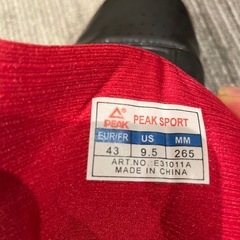 PEAK PEAK SPORT
EUR/FR US MM
43 9.5 265
ART.NO.:E31011A
MADE IN CHINA